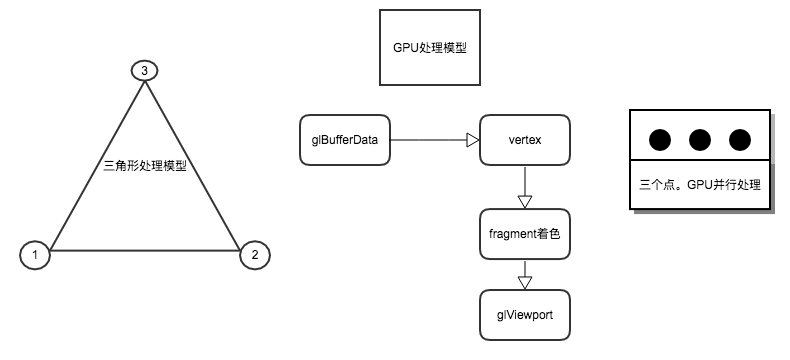 GPU处理模型
3
三角形处理模型
1
2
glBufferData
vertex
fragment着色
glViewport
三个点。GPU并行处理